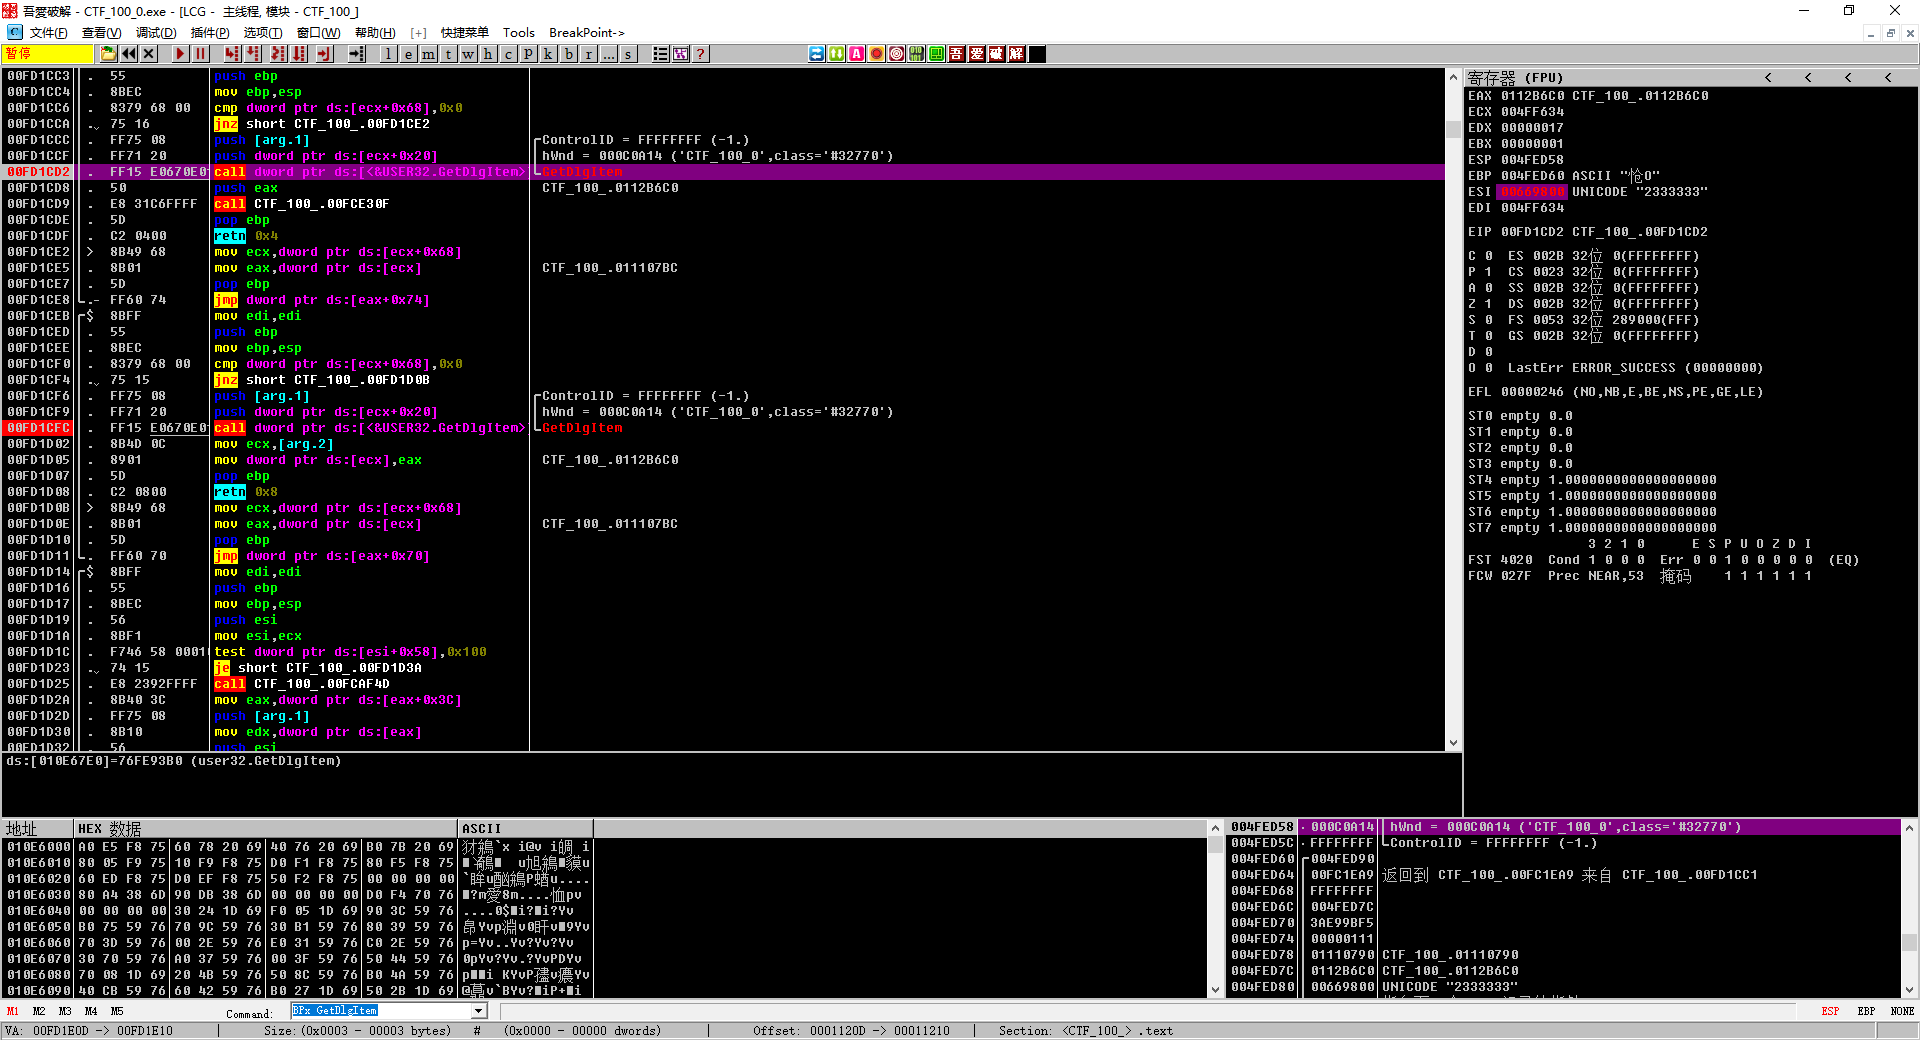 吾爱破解 - CTF_100_0.exe - [LCG - 主线程, 模块 - CTF_100_]
文件(F) 查看(V) 调试(D) 插件(P) 选项(T) 窗口(W) 帮助(H) [+] 快捷菜单 Tools BreakPoint->
暂停 l e m t w h c p k b r ... s ? 吾 爱 破 解
00FD1CC3 . 55 push ebp
00FD1CC4 . 8BEC mov ebp,esp
00FD1CC6 . 8379 68 00 cmp dword ptr ds:[ecx+0x68],0x0
00FD1CCA . 75 16 jnz short CTF_100_.00FD1CE2
00FD1CCC . FF75 08 push [arg.1] ControlID = FFFFFFFF (-1.)
00FD1CCF . FF71 20 push dword ptr ds:[ecx+0x20] hWnd = 000C0A14 ('CTF_100_0',class='#32770')
00FD1CD2 . FF15 E0670E0 call dword ptr ds:[<&USER32.GetDlgItem> GetDlgItem
00FD1CD8 . 50 push eax CTF_100_.0112B6C0
00FD1CD9 . E8 31C6FFFF call CTF_100_.00FCE30F
00FD1CDE . 5D pop ebp
00FD1CDF . C2 0400 retn 0x4
00FD1CE2 > 8B49 68 mov ecx,dword ptr ds:[ecx+0x68]
00FD1CE5 . 8B01 mov eax,dword ptr ds:[ecx] CTF_100_.011107BC
00FD1CE7 . 5D pop ebp
00FD1CE8 .- FF60 74 jmp dword ptr ds:[eax+0x74]
00FD1CEB $ 8BFF mov edi,edi
00FD1CED . 55 push ebp
00FD1CEE . 8BEC mov ebp,esp
00FD1CF0 . 8379 68 00 cmp dword ptr ds:[ecx+0x68],0x0
00FD1CF4 . 75 15 jnz short CTF_100_.00FD1D0B
00FD1CF6 . FF75 08 push [arg.1] ControlID = FFFFFFFF (-1.)
00FD1CF9 . FF71 20 push dword ptr ds:[ecx+0x20] hWnd = 000C0A14 ('CTF_100_0',class='#32770')
00FD1CFC . FF15 E0670E0 call dword ptr ds:[<&USER32.GetDlgItem> GetDlgItem
00FD1D02 . 8B4D 0C mov ecx,[arg.2]
00FD1D05 . 8901 mov dword ptr ds:[ecx],eax CTF_100_.0112B6C0
00FD1D07 . 5D pop ebp
00FD1D08 . C2 0800 retn 0x8
00FD1D0B > 8B49 68 mov ecx,dword ptr ds:[ecx+0x68]
00FD1D0E . 8B01 mov eax,dword ptr ds:[ecx] CTF_100_.011107BC
00FD1D10 . 5D pop ebp
00FD1D11 .- FF60 70 jmp dword ptr ds:[eax+0x70]
00FD1D14 $ 8BFF mov edi,edi
00FD1D16 . 55 push ebp
00FD1D17 . 8BEC mov ebp,esp
00FD1D19 . 56 push esi
00FD1D1A . 8BF1 mov esi,ecx
00FD1D1C . F746 58 0001 test dword ptr ds:[esi+0x58],0x100
00FD1D23 . 74 15 je short CTF_100_.00FD1D3A
00FD1D25 . E8 2392FFFF call CTF_100_.00FCAF4D
00FD1D2A . 8B40 3C mov eax,dword ptr ds:[eax+0x3C]
00FD1D2D . FF75 08 push [arg.1]
00FD1D30 . 8B10 mov edx,dword ptr ds:[eax]
00FD1D32 . 56 push esi
ds:[010E67E0]=76FE93B0 (user32.GetDlgItem)
寄存器 (FPU) < < < <
EAX 0112B6C0 CTF_100_.0112B6C0
ECX 004FF634
EDX 00000017
EBX 00000001
ESP 004FED58
EBP 004FED60 ASCII "怆O"
ESI 00669800 UNICODE "2333333"
EDI 004FF634
EIP 00FD1CD2 CTF_100_.00FD1CD2
C 0 ES 002B 32位 0(FFFFFFFF)
P 1 CS 0023 32位 0(FFFFFFFF)
A 0 SS 002B 32位 0(FFFFFFFF)
Z 1 DS 002B 32位 0(FFFFFFFF)
S 0 FS 0053 32位 289000(FFF)
T 0 GS 002B 32位 0(FFFFFFFF)
D 0
O 0 LastErr ERROR_SUCCESS (00000000)
EFL 00000246 (NO,NB,E,BE,NS,PE,GE,LE)
ST0 empty 0.0
ST1 empty 0.0
ST2 empty 0.0
ST3 empty 0.0
ST4 empty 1.0000000000000000000
ST5 empty 1.0000000000000000000
ST6 empty 1.0000000000000000000
ST7 empty 1.0000000000000000000
3 2 1 0 E S P U O Z D I
FST 4020 Cond 1 0 0 0 Err 0 0 1 0 0 0 0 0 (EQ)
FCW 027F Prec NEAR,53 掩码 1 1 1 1 1 1
地址 HEX 数据 ASCII
010E6000 A0 E5 F8 75 60 78 20 69 40 76 20 69 B0 7B 20 69
010E6010 80 05 F9 75 10 F9 F8 75 D0 F1 F8 75 80 F5 F8 75
010E6020 60 ED F8 75 D0 EF F8 75 50 F2 F8 75 00 00 00 00
010E6030 80 A4 38 6D 90 DB 38 6D 00 00 00 00 D0 F4 70 76
010E6040 00 00 00 00 30 24 1D 69 F0 05 1D 69 90 3C 59 76
010E6050 B0 75 59 76 70 9C 59 76 30 B1 59 76 80 39 59 76
010E6060 70 3D 59 76 00 2E 59 76 E0 31 59 76 C0 2E 59 76 p=Yv..Yv?Yv?Yv
010E6070 30 70 59 76 A0 37 59 76 00 3F 59 76 50 44 59 76 0pYv?Yv.?YvPDYv
010E6080 70 08 1D 69 20 4B 59 76 50 8C 59 76 B0 4A 59 76
010E6090 40 CB 59 76 60 42 59 76 B0 27 1D 69 50 2B 1D 69
004FED58 000C0A14 hWnd = 000C0A14 ('CTF_100_0',class='#32770')
004FED5C FFFFFFFF ControlID = FFFFFFFF (-1.)
004FED60 004FED90
004FED64 00FC1EA9 返回到 CTF_100_.00FC1EA9 来自 CTF_100_.00FD1CC1
004FED68 FFFFFFFF
004FED6C 004FED7C
004FED70 3AE99BF5
004FED74 00000111
004FED78 01110790 CTF_100_.01110790
004FED7C 0112B6C0 CTF_100_.0112B6C0
004FED80 00669800 UNICODE "2333333"
M1 M2 M3 M4 M5 Command: BPx GetDlgItem ESP EBP NONE
VA: 00FD1E0D -> 00FD1E10 Size:(0x0003 - 00003 bytes) # (0x0000 - 00000 dwords) Offset: 0001120D -> 00011210 Section: <CTF_100_> .text